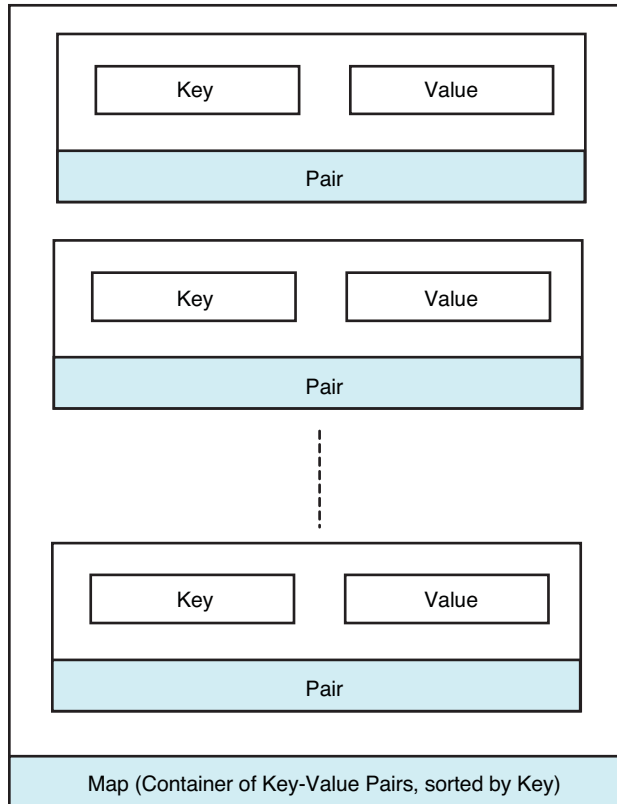 Key Value
Pair
Key Value
Pair
Key Value
Pair
Map (Container of Key-Value Pairs, sorted by Key)